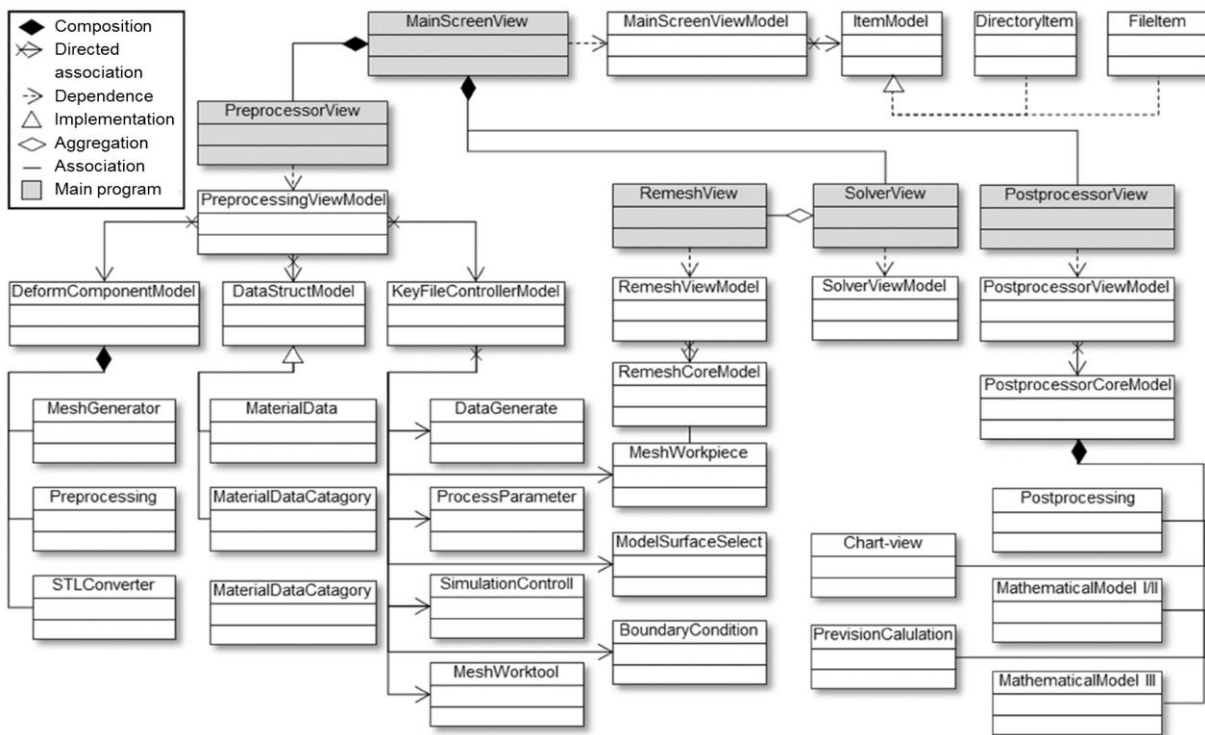 Composition
Directed
association
Dependence
Implementation
Aggregation
Association
Main program
MainScreenView
MainScreenViewModel
ItemModel
DirectoryItem
FileItem
PreprocessorView
PreprocessingViewModel
RemeshView
SolverView
PostprocessorView
DeformComponentModel
DataStructModel
KeyFileControllerModel
RemeshViewModel
SolverViewModel
PostprocessorViewModel
RemeshCoreModel
PostprocessorCoreModel
MeshGenerator
MaterialData
DataGenerate
MeshWorkpiece
Preprocessing
MaterialDataCatagory
ProcessParameter
Postprocessing
ModelSurfaceSelect
Chart-view
STLConverter
MaterialDataCatagory
SimulationControll
MathematicalModel I/II
BoundaryCondition
PrevisionCalulation
MeshWorktool
MathematicalModel III